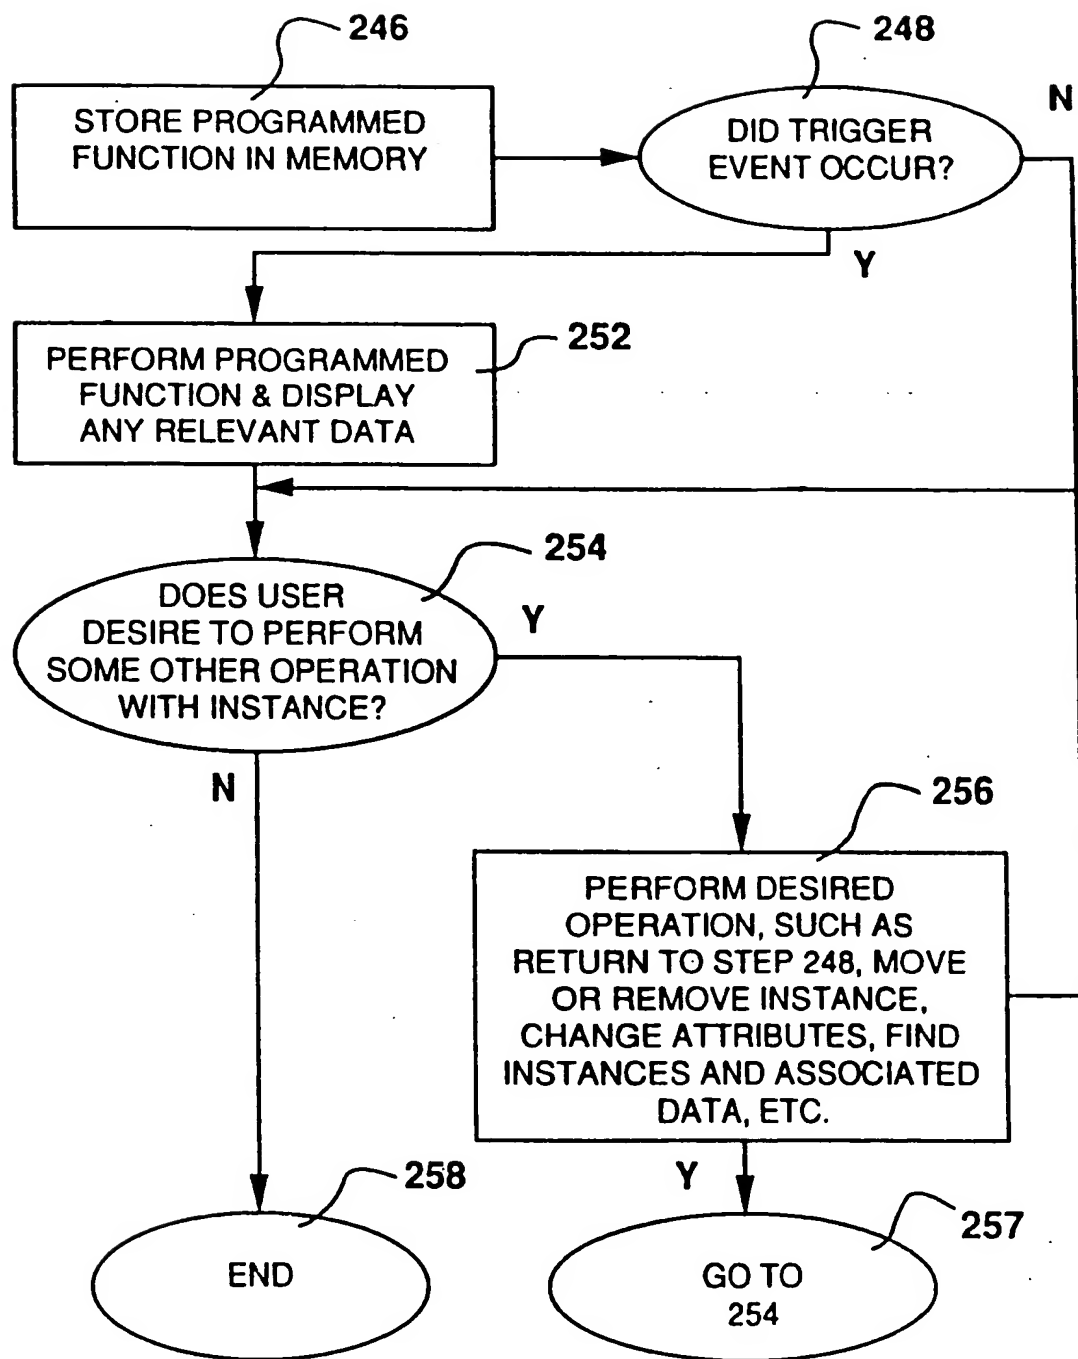 246
STORE PROGRAMMED
FUNCTION IN MEMORY
248
DID TRIGGER
EVENT OCCUR?
N
Y
252
PERFORM PROGRAMMED
FUNCTION & DISPLAY
ANY RELEVANT DATA
254
DOES USER
DESIRE TO PERFORM
SOME OTHER OPERATION
WITH INSTANCE?
Y
N
256
PERFORM DESIRED
OPERATION, SUCH AS
RETURN TO STEP 248, MOVE
OR REMOVE INSTANCE,
CHANGE ATTRIBUTES, FIND
INSTANCES AND ASSOCIATED
DATA, ETC.
Y
258
END
257
GO TO
254